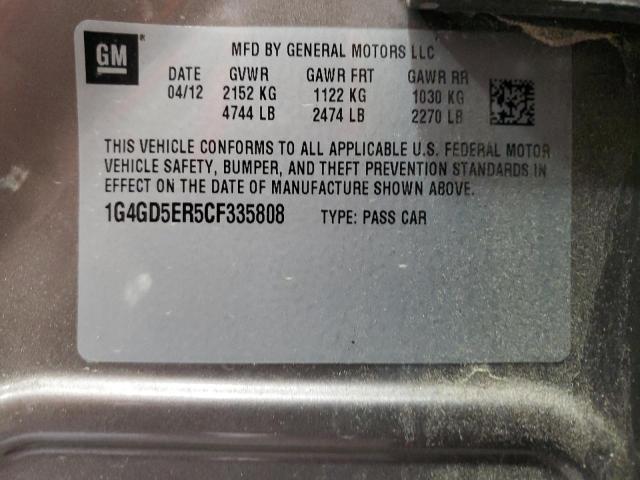 GM ®
MFD BY GENERAL MOTORS LLC
DATE GVWR GAWR FRT GAWR RR
04/12 2152 KG 1122 KG 1030 KG
4744 LB 2474 LB 2270 LB
THIS VEHICLE CONFORMS TO ALL APPLICABLE U.S. FEDERAL MOTOR
VEHICLE SAFETY, BUMPER, AND THEFT PREVENTION STANDARDS IN
EFFECT ON THE DATE OF MANUFACTURE SHOWN ABOVE.
1G4GD5ER5CF335808 TYPE: PASS CAR